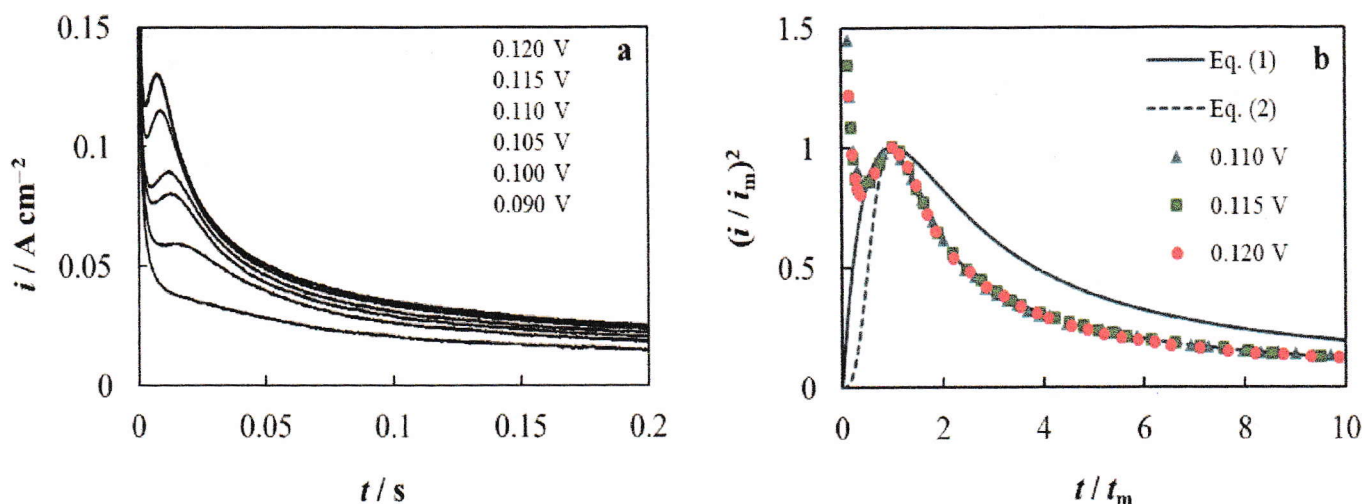 0.15
0.1
0.05
0
0
0.05
0.1
0.15
0.2
i / A cm⁻²
t / s
0.120 V
0.115 V
0.110 V
0.105 V
0.100 V
0.090 V
a
1.5
1
0.5
0
0
2
4
6
8
10
(i / iₘ)²
t / tₘ
Eq. (1)
Eq. (2)
0.110 V
0.115 V
0.120 V
b